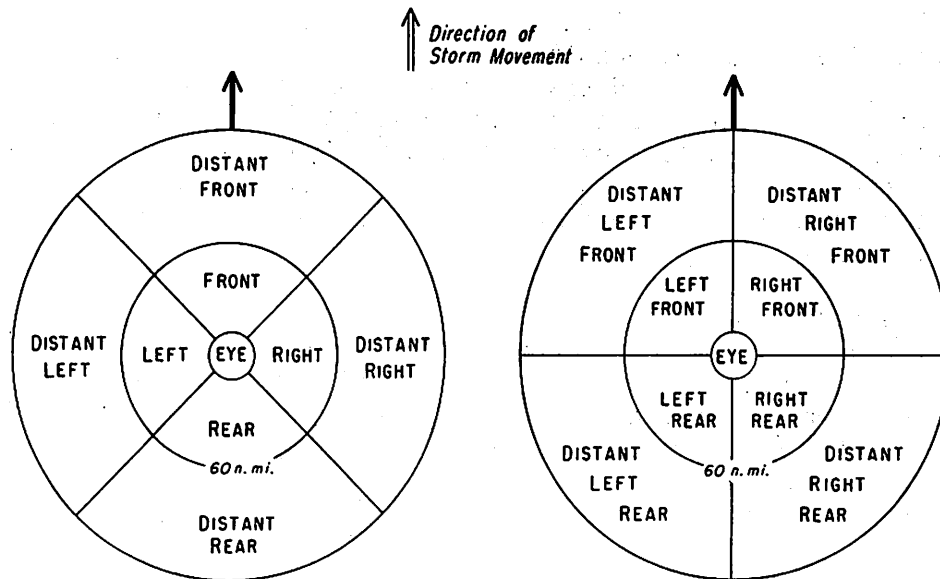 Direction of
Storm Movement
DISTANT
FRONT
FRONT
DISTANT
LEFT
LEFT
EYE
RIGHT
DISTANT
RIGHT
REAR
60 n. mi.
DISTANT
REAR
DISTANT
LEFT
FRONT
DISTANT
RIGHT
FRONT
LEFT
FRONT
RIGHT
FRONT
EYE
LEFT
REAR
RIGHT
REAR
60 n. mi.
DISTANT
LEFT
REAR
DISTANT
RIGHT
REAR